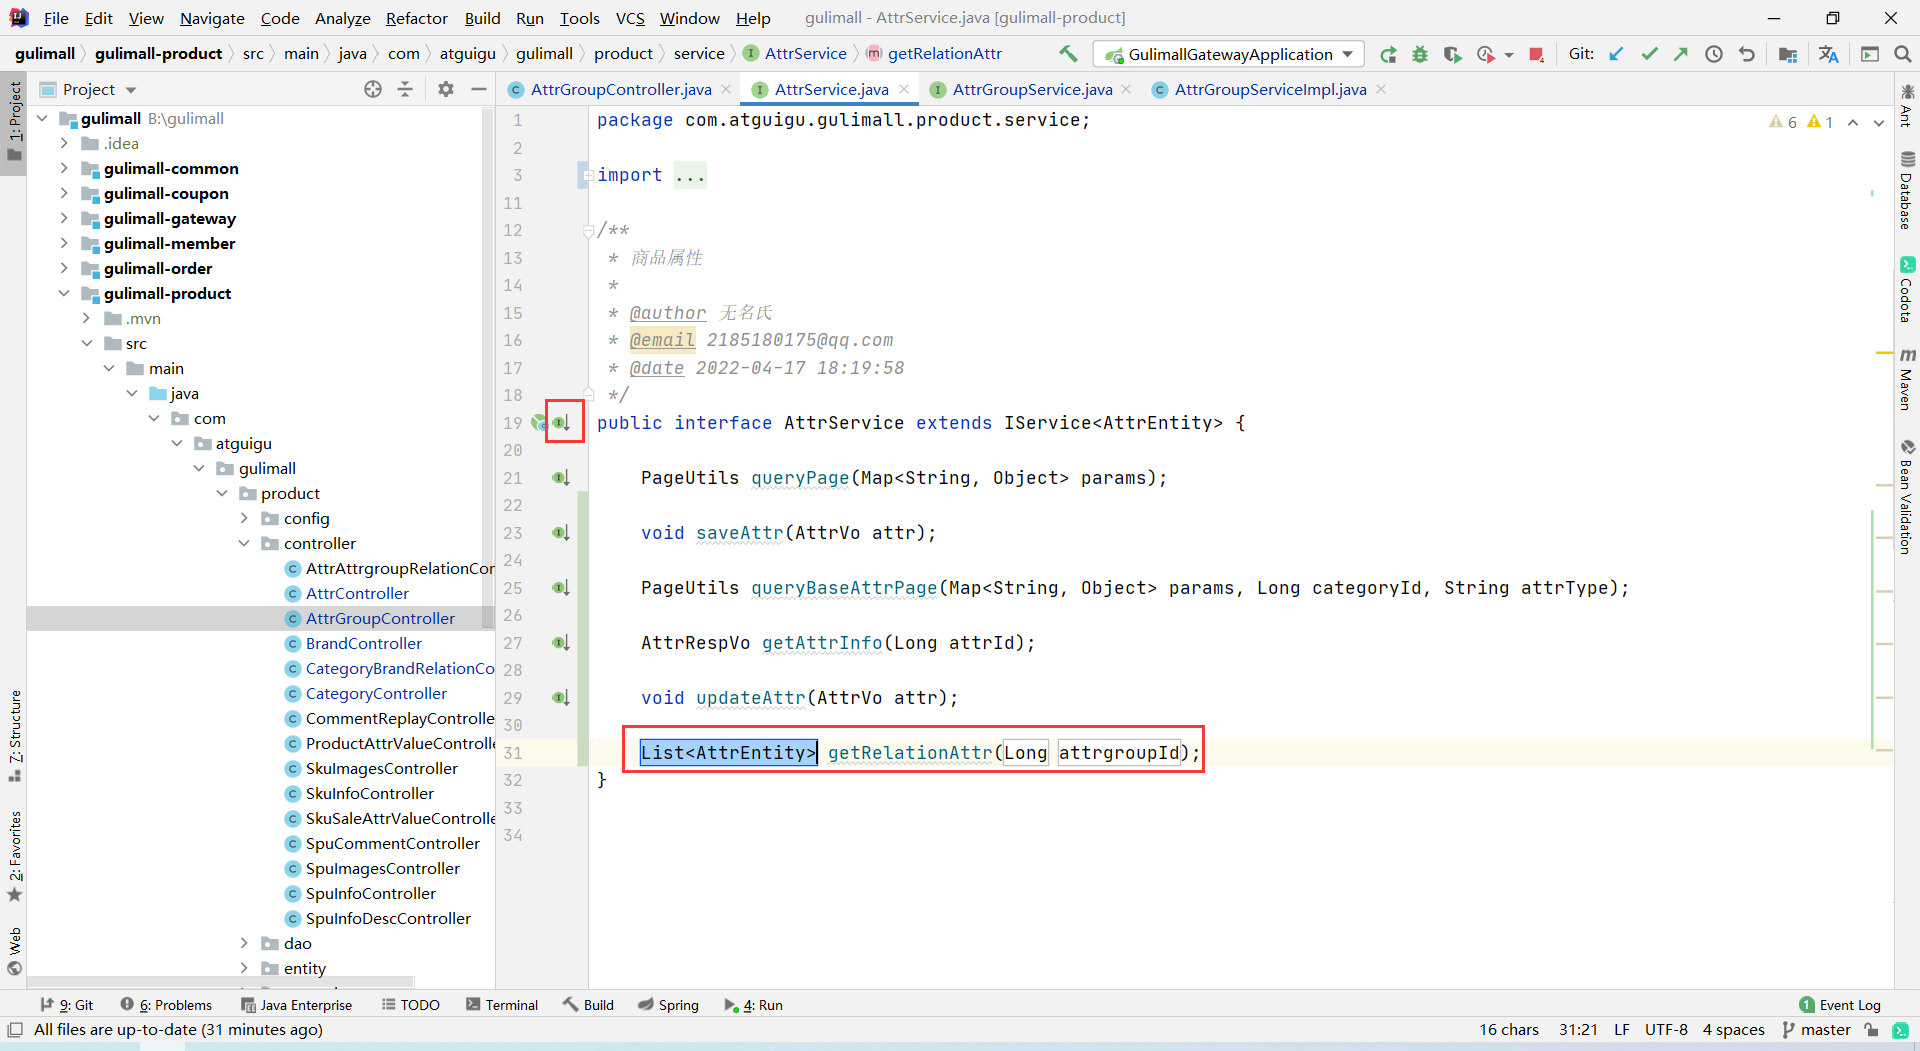 File Edit View Navigate Code Analyze Refactor Build Run Tools VCS Window Help gulimall - AttrService.java [gulimall-product]
gulimall gulimall-product src main java com atguigu gulimall product service AttrService getRelationAttr GulimallGatewayApplication Git:
Project
AttrGroupController.java AttrService.java AttrGroupService.java AttrGroupServiceImpl.java
1: Project
7: Structure
2: Favorites
Web
gulimall B:\gulimall
.idea
gulimall-common
gulimall-coupon
gulimall-gateway
gulimall-member
gulimall-order
gulimall-product
.mvn
src
main
java
com
atguigu
gulimall
product
config
controller
AttrAttrgroupRelationCon
AttrController
AttrGroupController
BrandController
CategoryBrandRelationCo
CategoryController
CommentReplayControlle
ProductAttrValueControlle
SkuImagesController
SkuInfoController
SkuSaleAttrValueControlle
SpuCommentController
SpuImagesController
SpuInfoController
SpuInfoDescController
dao
entity
6 1
1 package com.atguigu.gulimall.product.service;
2
3 import ...
11
12 /**
13 * 商品属性
14 *
15 * @author 无名氏
16 * @email 2185180175@qq.com
17 * @date 2022-04-17 18:19:58
18 */
19 public interface AttrService extends IService<AttrEntity> {
20
21 PageUtils queryPage(Map<String, Object> params);
22
23 void saveAttr(AttrVo attr);
24
25 PageUtils queryBaseAttrPage(Map<String, Object> params, Long categoryId, String attrType);
26
27 AttrRespVo getAttrInfo(Long attrId);
28
29 void updateAttr(AttrVo attr);
30
31 List<AttrEntity> getRelationAttr(Long attrgroupId);
32 }
33
34
Ant
Database
Codota
Maven
Bean Validation
9: Git 6: Problems Java Enterprise TODO Terminal Build Spring 4: Run 1 Event Log
All files are up-to-date (31 minutes ago) 16 chars 31:21 LF UTF-8 4 spaces master